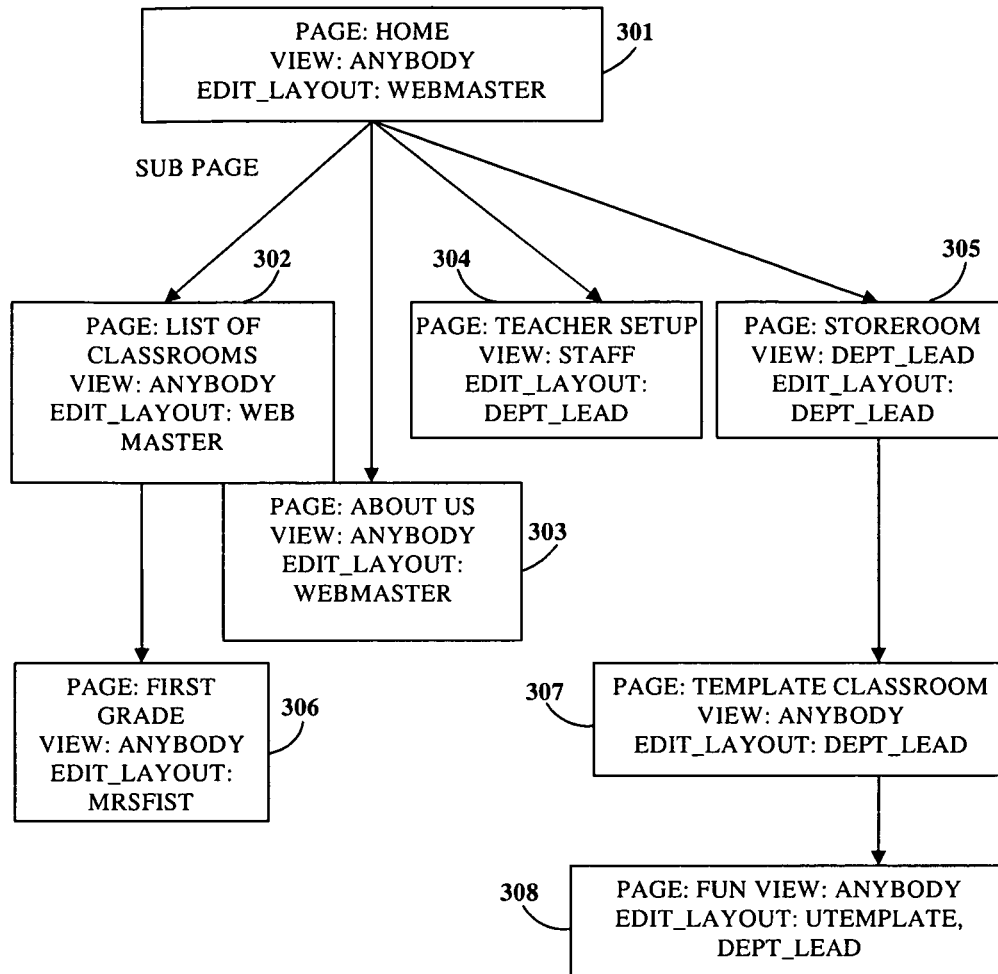 PAGE: HOME
VIEW: ANYBODY
EDIT_LAYOUT: WEBMASTER
301
SUB PAGE
302
PAGE: LIST OF
CLASSROOMS
VIEW: ANYBODY
EDIT_LAYOUT: WEB
MASTER
304
PAGE: TEACHER SETUP
VIEW: STAFF
EDIT_LAYOUT:
DEPT_LEAD
305
PAGE: STOREROOM
VIEW: DEPT_LEAD
EDIT_LAYOUT:
DEPT_LEAD
PAGE: ABOUT US
VIEW: ANYBODY
EDIT_LAYOUT:
WEBMASTER
303
PAGE: FIRST
GRADE
VIEW: ANYBODY
EDIT_LAYOUT:
MRSFIST
306
307
PAGE: TEMPLATE CLASSROOM
VIEW: ANYBODY
EDIT_LAYOUT: DEPT_LEAD
308
PAGE: FUN VIEW: ANYBODY
EDIT_LAYOUT: UTEMPLATE,
DEPT_LEAD